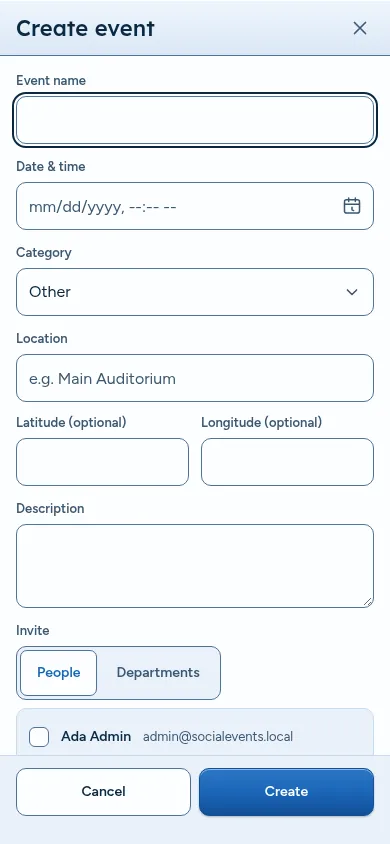 Create event
Event name
Date & time
mm/dd/yyyy, --:-- --
Category
Other
Location
e.g. Main Auditorium
Latitude (optional) Longitude (optional)
Description
Invite
People Departments
Ada Admin admin@socialevents.local
Cancel Create